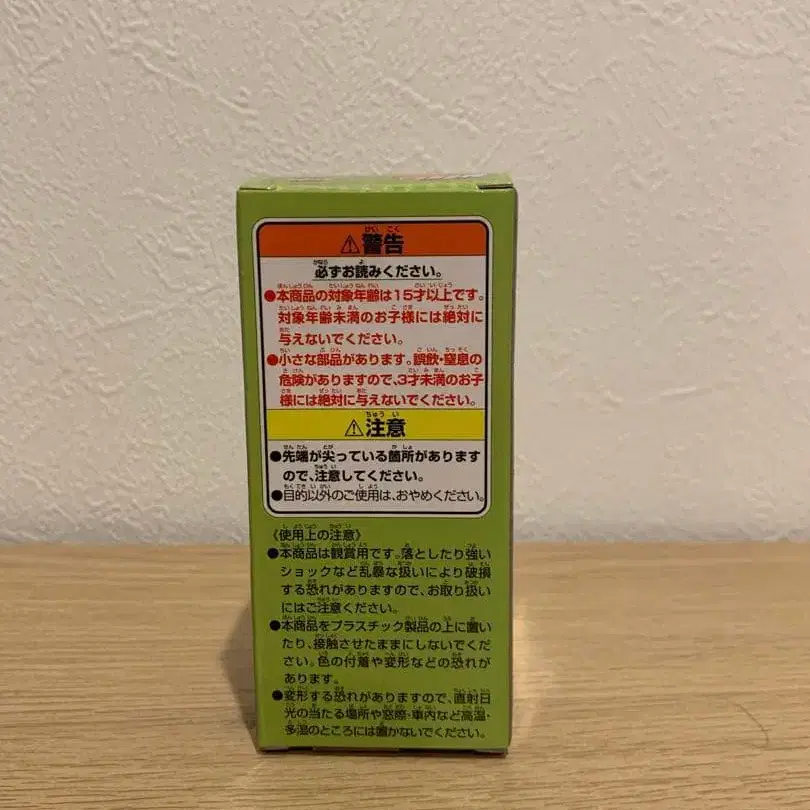 ⚠警告
必ずお読みください。
●本商品の対象年齢は15才以上です。
対象年齢未満のお子様には絶対に
与えないでください。
●小さな部品があります。誤飲・窒息の
危険がありますので、3才未満のお子
様には絶対に与えないでください。
⚠注意
●先端が尖っている箇所があります
ので、注意してください。
●目的以外のご使用は、おやめください。
《使用上の注意》
●本商品は観賞用です。落としたり強い
ショックなど乱暴な扱いにより破損
する恐れがありますので、お取り扱い
にはご注意ください。
●本商品をプラスチック製品の上に置い
たり、接触させたままにしないでくだ
さい。色の付着や変形などの恐れが
あります。
●変形する恐れがありますので、直射日
光の当たる場所や窓際・車内など高温・
多湿のところには置かないでください。